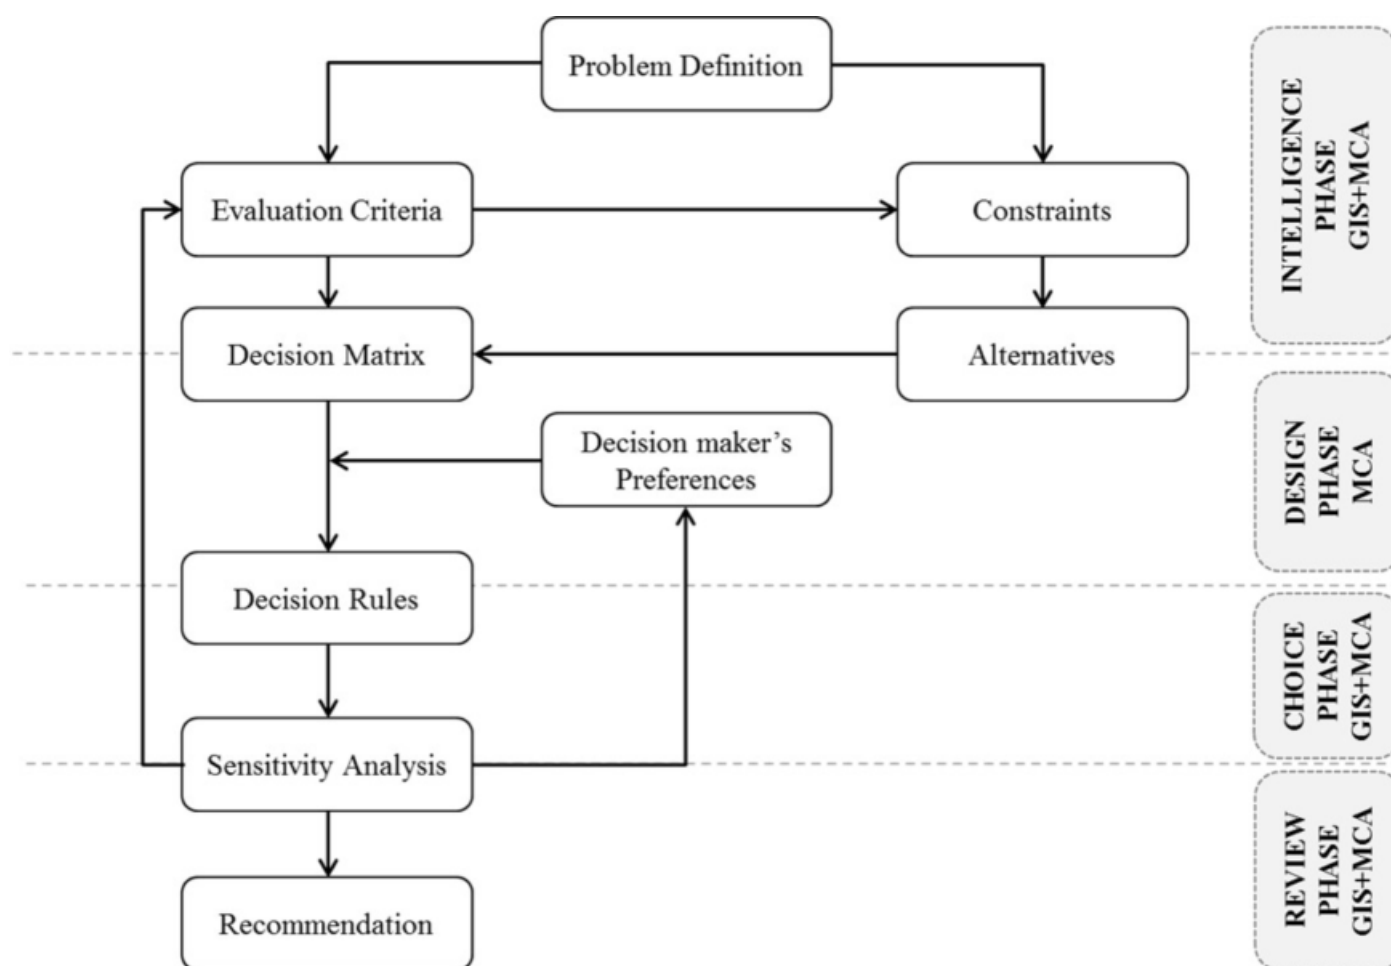 Problem Definition
Evaluation Criteria
Constraints
Decision Matrix
Alternatives
Decision maker’s
Preferences
Decision Rules
Sensitivity Analysis
Recommendation
INTELLIGENCE
PHASE
GIS+MCA
DESIGN
PHASE
MCA
CHOICE
PHASE
GIS+MCA
REVIEW
PHASE
GIS+MCA